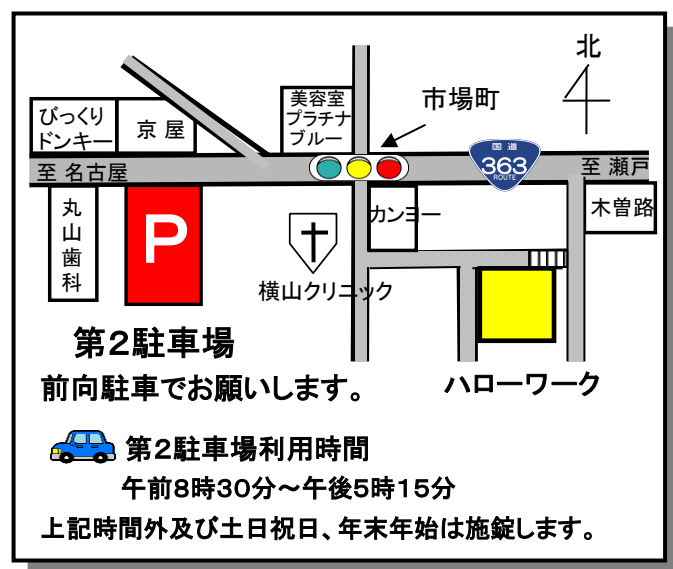 北
市場町
美容室
プラチナ
ブルー
びっくり
ドンキー
京屋
国道
363
ROUTE
至 名古屋
至 瀬戸
丸山歯科
P
カンヨー
木曽路
横山クリニック
第2駐車場
前向駐車でお願いします。
ハローワーク
第2駐車場利用時間
午前8時30分～午後5時15分
上記時間外及び土日祝日、年末年始は施錠します。